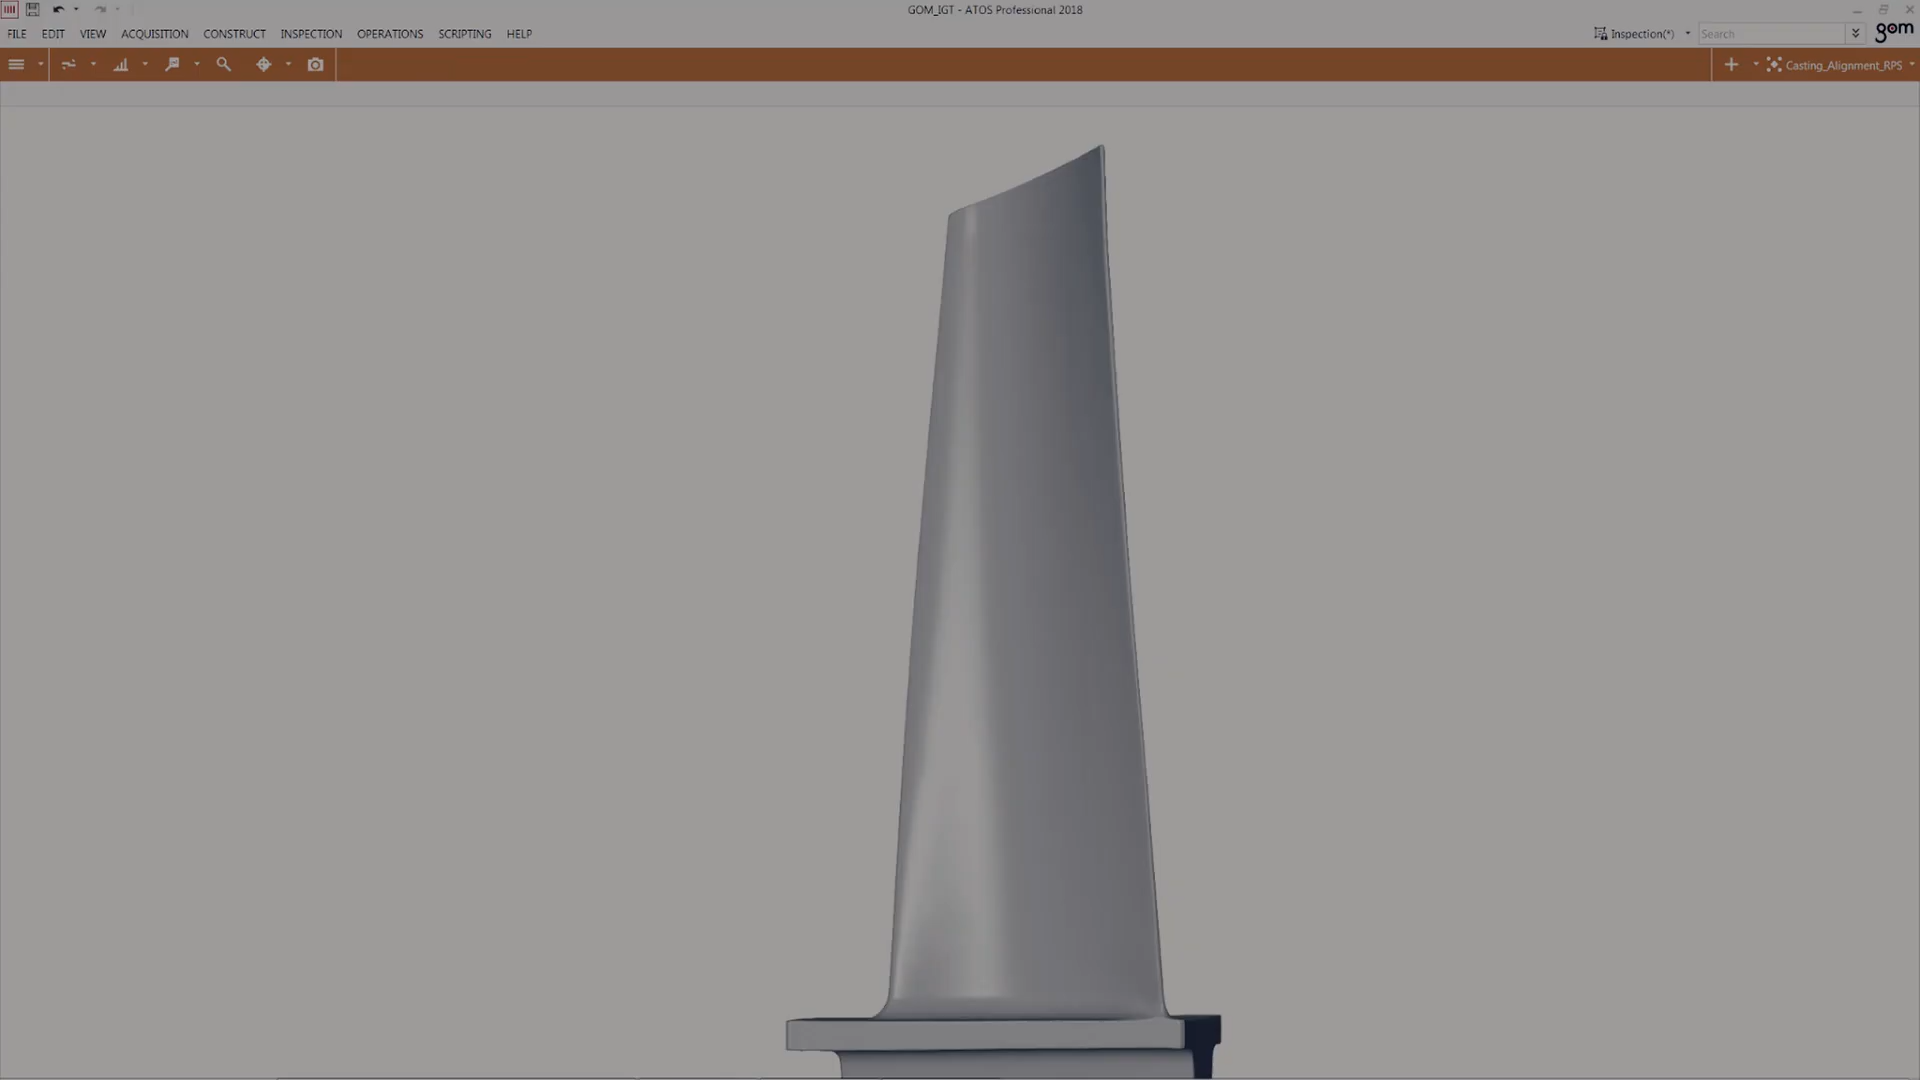 GOM_IGT - ATOS Professional 2018
FILE EDIT VIEW ACQUISITION CONSTRUCT INSPECTION OPERATIONS SCRIPTING HELP
Inspection(*) Search gom
Casting_Alignment_RPS